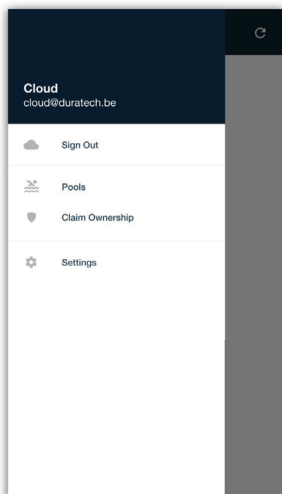 Cloud
cloud@duratech.be
Sign Out
Pools
Claim Ownership
Settings